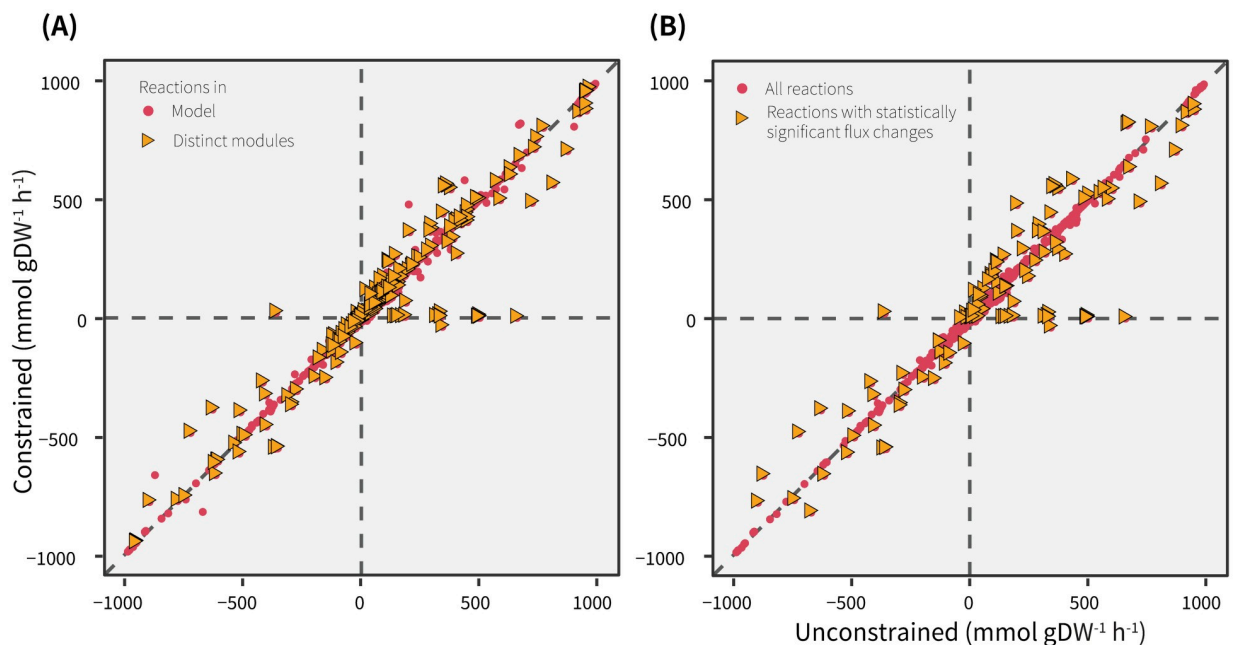 (A)
(B)
Reactions in
Model
Distinct modules
All reactions
Reactions with statistically
significant flux changes
Constrained (mmol gDW⁻¹ h⁻¹)
1000
500
0
−500
−1000
−1000
−500
0
500
1000
1000
500
0
−500
−1000
−1000
−500
0
500
1000
Unconstrained (mmol gDW⁻¹ h⁻¹)